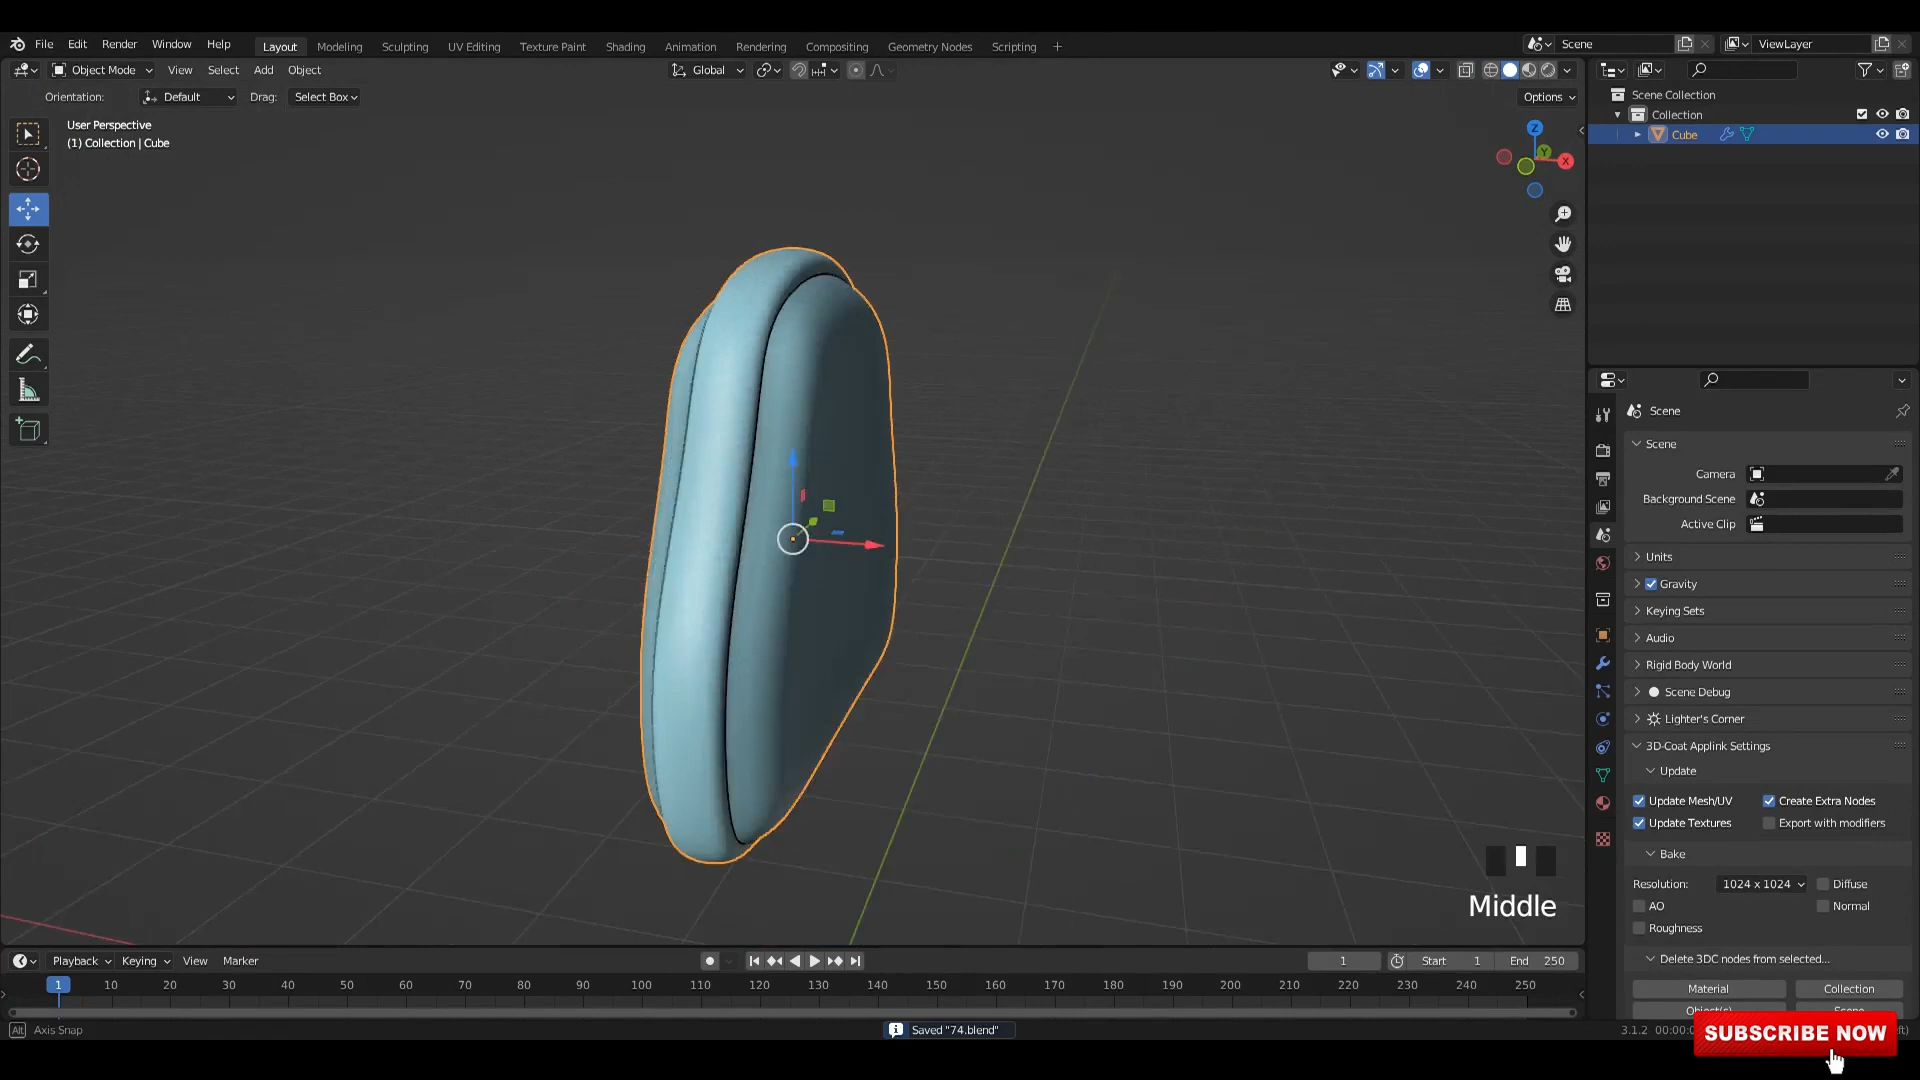 File Edit Render Window Help Layout Modeling Sculpting UV Editing Texture Paint Shading Animation Rendering Compositing Geometry Nodes Scripting + Scene ViewLayer
Object Mode View Select Add Object Global
Orientation: Default Drag: Select Box Options
User Perspective
(1) Collection | Cube
Z
Y
X
Scene Collection
Collection
Cube
Scene
Scene
Camera
Background Scene
Active Clip
Units
Gravity
Keying Sets
Audio
Rigid Body World
Scene Debug
Lighter's Corner
3D-Coat Applink Settings
Update
Update Mesh/UV Create Extra Nodes
Update Textures Export with modifiers
Bake
Resolution: 1024 x 1024 Diffuse
AO Normal
Roughness
Delete 3DC nodes from selected...
Material Collection
Object(s) Scene
Middle
Playback Keying View Marker 1 Start 1 End 250
1 10 20 30 40 50 60 70 80 90 100 110 120 130 140 150 160 170 180 190 200 210 220 230 240 250
Alt Axis Snap Saved "74.blend" 3.1.2
SUBSCRIBE NOW